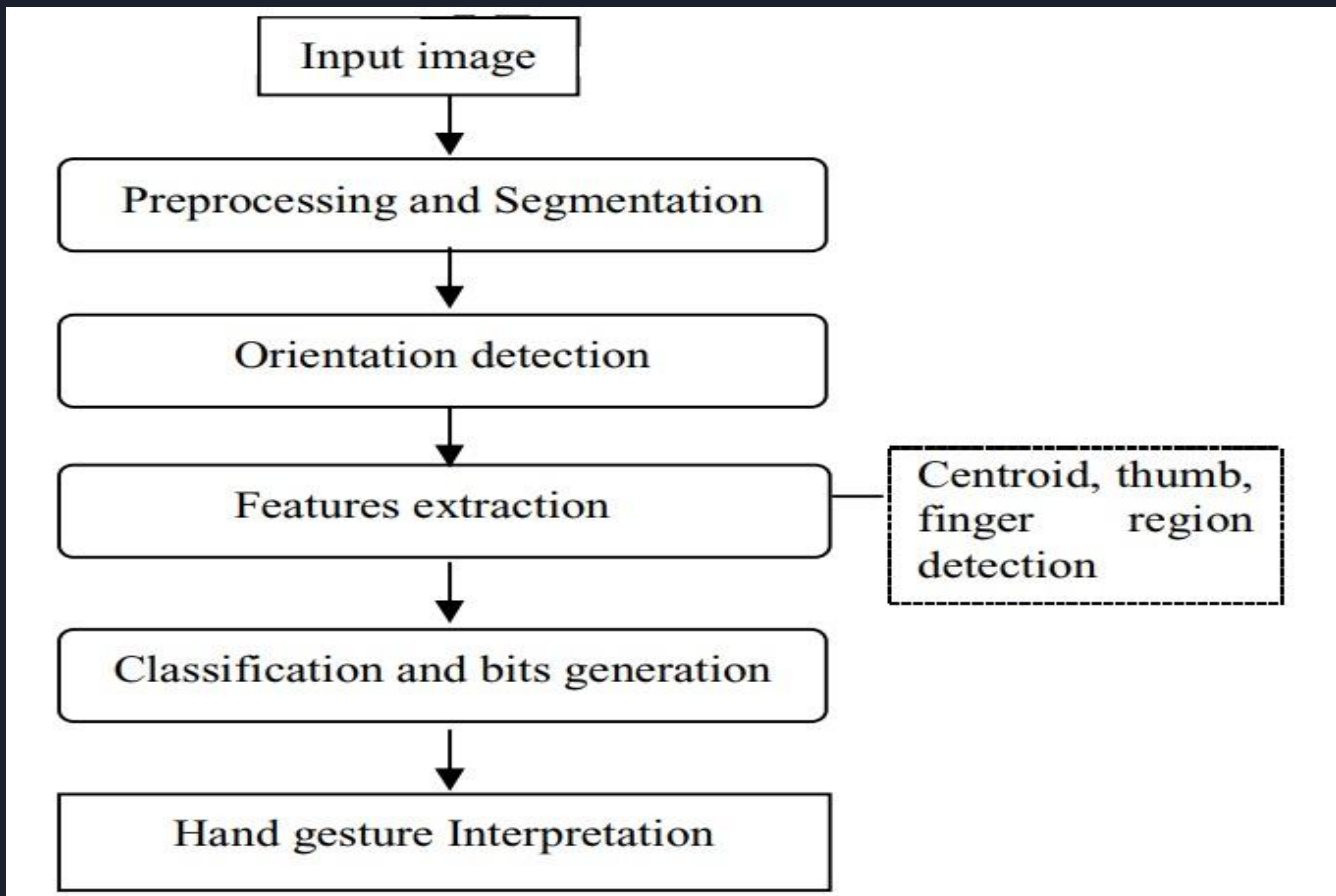 Input image
Preprocessing and Segmentation
Orientation detection
Features extraction
Centroid, thumb,
finger region
detection
Classification and bits generation
Hand gesture Interpretation